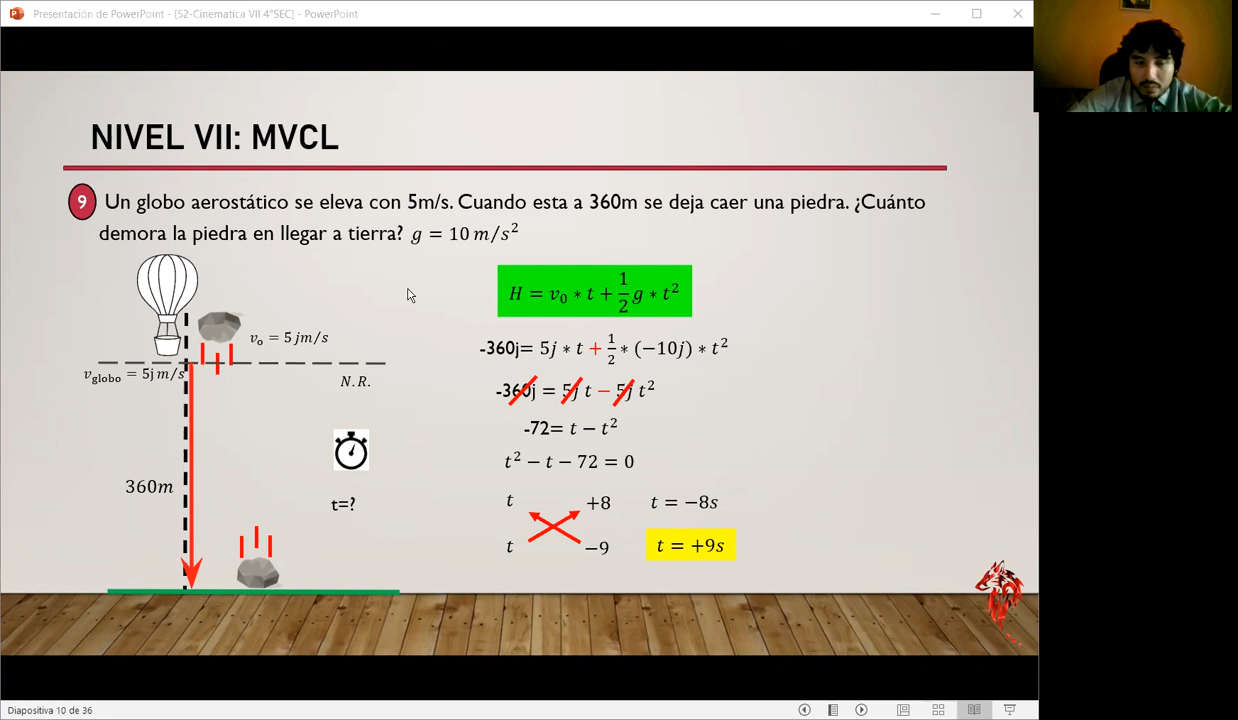 Presentación de PowerPoint - [S2-Cinematica VII 4°SEC] - PowerPoint
NIVEL VII: MVCL
9 Un globo aerostático se eleva con 5m/s. Cuando esta a 360m se deja caer una piedra. ¿Cuánto
demora la piedra en llegar a tierra? g = 10 m/s²
H = v₀ * t + 1/2 g * t²
v₀ = 5 jm/s
-360j= 5j * t + 1/2 * (−10j) * t²
v_globo = 5j m/s
N.R.
-360j = 5j t − 5j t²
-72= t − t²
t² − t − 72 = 0
360m
t=?
t +8 t = −8s
t −9 t = +9s
Diapositiva 10 de 36